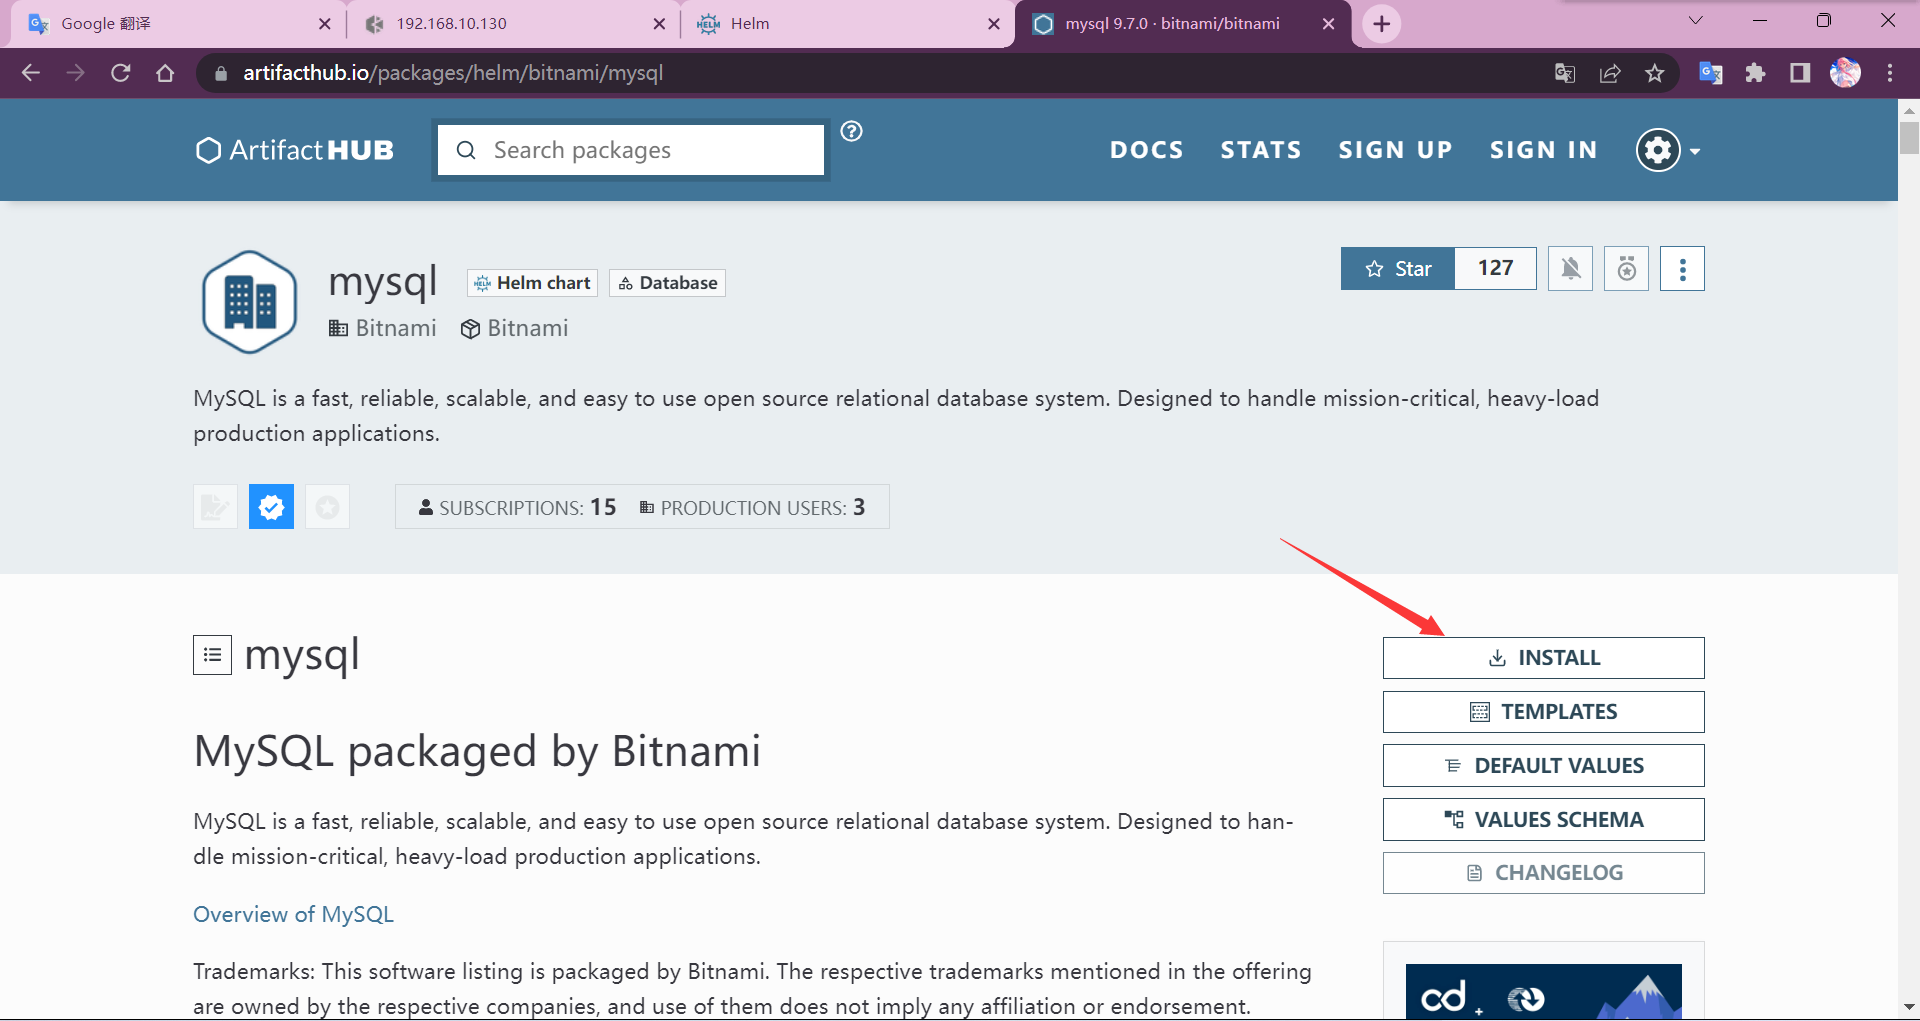 Google 翻译
192.168.10.130
Helm
mysql 9.7.0 · bitnami/bitnami
artifacthub.io/packages/helm/bitnami/mysql
Artifact HUB
Search packages
DOCS
STATS
SIGN UP
SIGN IN
mysql
HELM Helm chart
Database
Star
127
Bitnami
Bitnami
MySQL is a fast, reliable, scalable, and easy to use open source relational database system. Designed to handle mission-critical, heavy-load
production applications.
SUBSCRIPTIONS: 15
PRODUCTION USERS: 3
mysql
INSTALL
TEMPLATES
DEFAULT VALUES
VALUES SCHEMA
CHANGELOG
MySQL packaged by Bitnami
MySQL is a fast, reliable, scalable, and easy to use open source relational database system. Designed to han-
dle mission-critical, heavy-load production applications.
Overview of MySQL
Trademarks: This software listing is packaged by Bitnami. The respective trademarks mentioned in the offering
are owned by the respective companies, and use of them does not imply any affiliation or endorsement.
cd